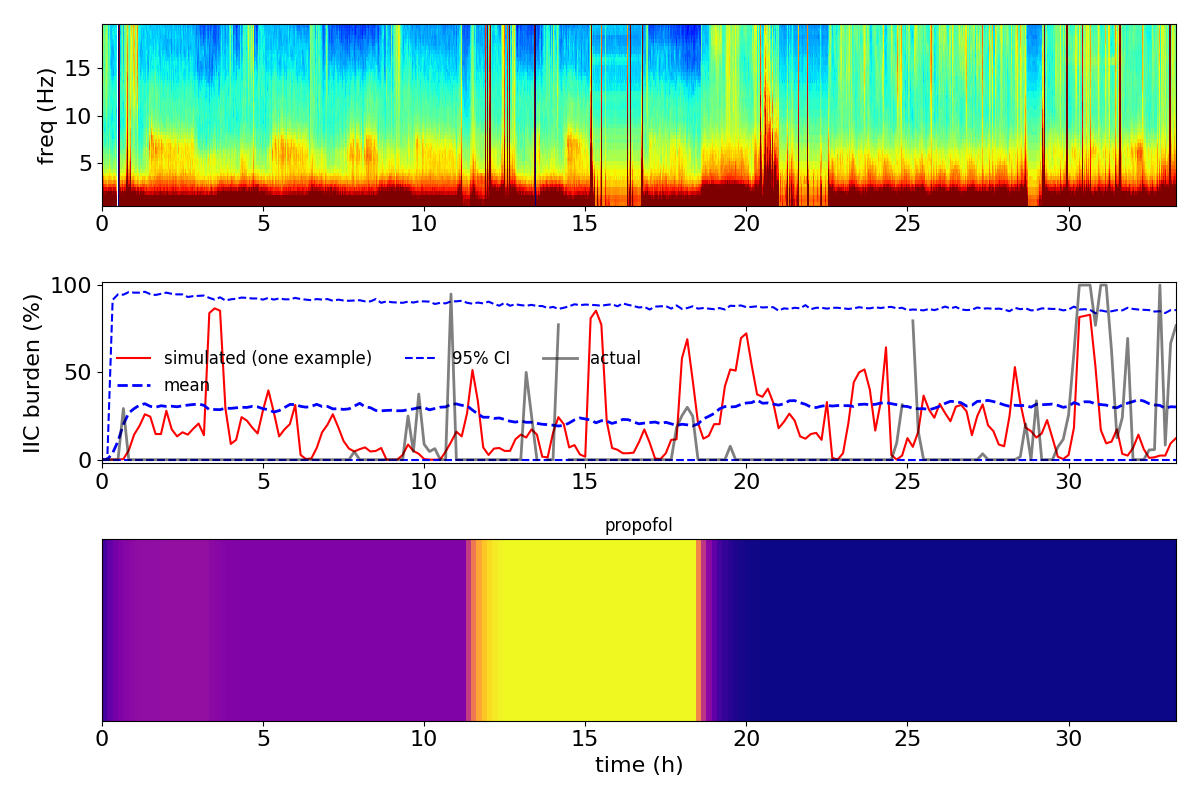 freq (Hz)
15
10
5
0 5 10 15 20 25 30
IIC burden (%)
100
50
0
simulated (one example) 95% CI actual
mean
0 5 10 15 20 25 30
propofol
0 5 10 15 20 25 30
time (h)